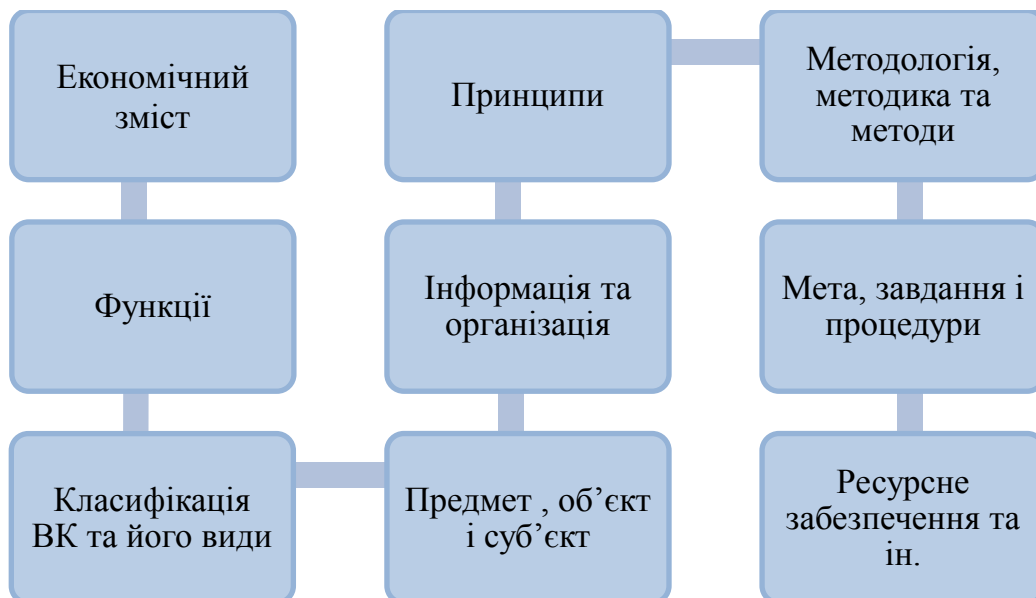 Економічний
зміст
Функції
Класифікація
ВК та його види
Предмет , об’єкт
і суб’єкт
Інформація та
організація
Принципи
Методологія,
методика та
методи
Мета, завдання і
процедури
Ресурсне
забезпечення та
ін.